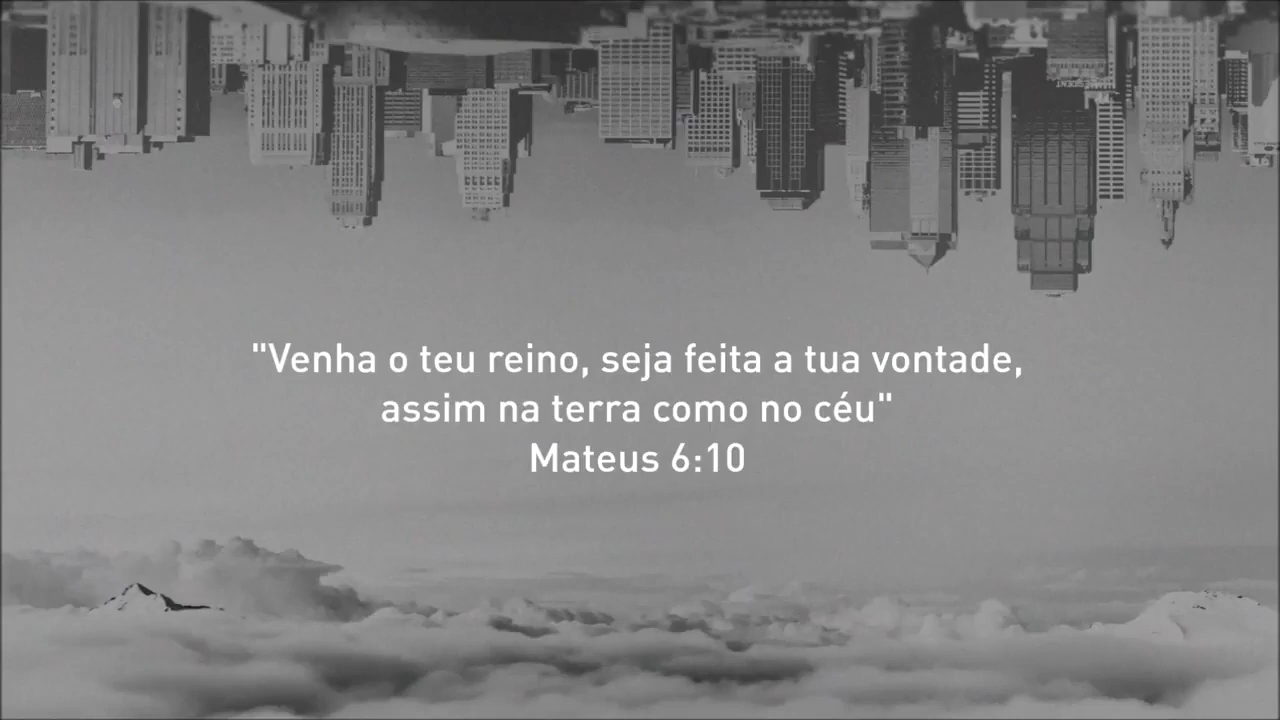 "Venha o teu reino, seja feita a tua vontade,
assim na terra como no céu"
Mateus 6:10